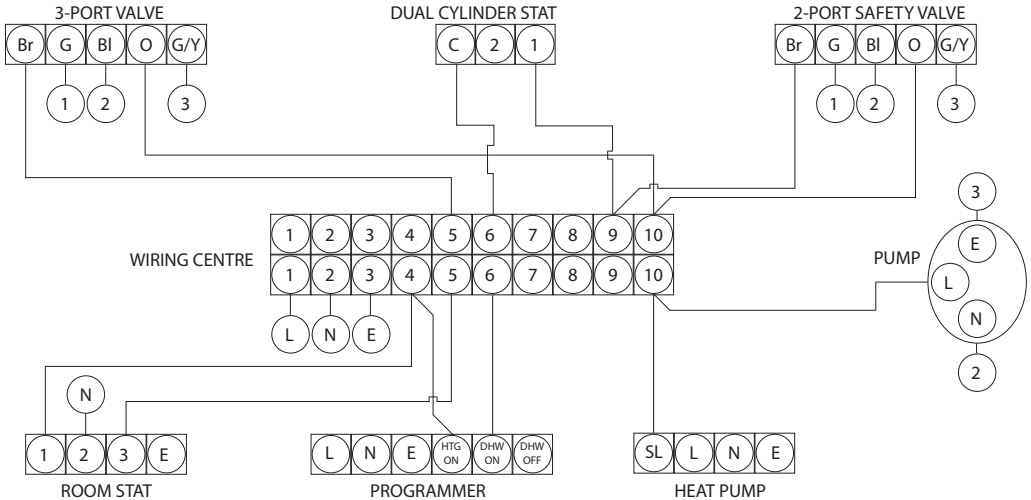 3-PORT VALVE DUAL CYLINDER STAT 2-PORT SAFETY VALVE
Br G Bl O G/Y C 2 1 Br G Bl O G/Y
1 2 3 1 2 3
3
1 2 3 4 5 6 7 8 9 10
E
WIRING CENTRE PUMP
1 2 3 4 5 6 7 8 9 10
L
N
L N E
2
N
1 2 3 E L N E HTG ON DHW ON DHW OFF SL L N E
ROOM STAT PROGRAMMER HEAT PUMP